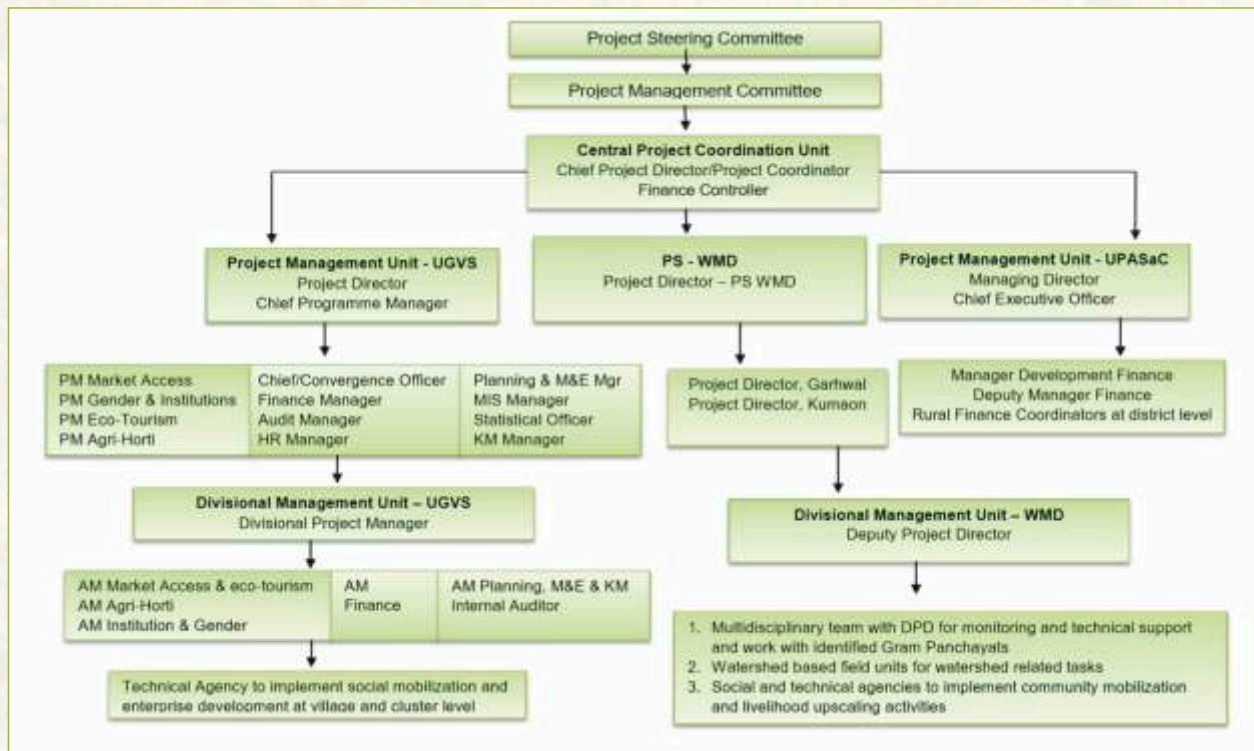 Project Steering Committee
Project Management Committee
Central Project Coordination Unit
Chief Project Director/Project Coordinator
Finance Controller
Project Management Unit - UGVS
Project Director
Chief Programme Manager
PS - WMD
Project Director – PS WMD
Project Management Unit - UPASaC
Managing Director
Chief Executive Officer
PM Market Access
PM Gender & Institutions
PM Eco-Tourism
PM Agri-Horti
Chief/Convergence Officer
Finance Manager
Audit Manager
HR Manager
Planning & M&E Mgr
MIS Manager
Statistical Officer
KM Manager
Project Director, Garhwal
Project Director, Kumaon
Manager Development Finance
Deputy Manager Finance
Rural Finance Coordinators at district level
Divisional Management Unit – UGVS
Divisional Project Manager
Divisional Management Unit – WMD
Deputy Project Director
AM Market Access & eco-tourism
AM Agri-Horti
AM Institution & Gender
AM
Finance
AM Planning, M&E & KM
Internal Auditor
Technical Agency to implement social mobilization and
enterprise development at village and cluster level
1. Multidisciplinary team with DPD for monitoring and technical support
and work with identified Gram Panchayats
2. Watershed based field units for watershed related tasks
3. Social and technical agencies to implement community mobilization
and livelihood upscaling activities